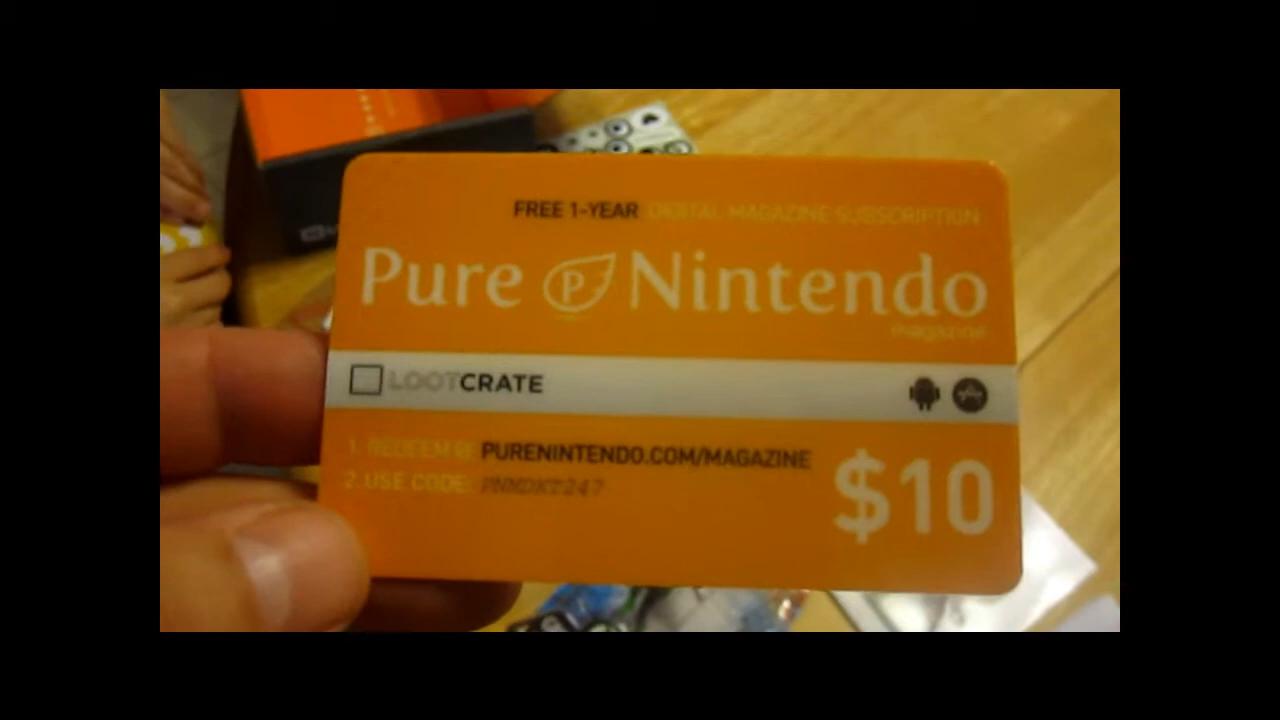 FREE 1-YEAR DIGITAL MAGAZINE SUBSCRIPTION
Pure P Nintendo
magazine
LOOTCRATE
1. REDEEM @ PURENINTENDO.COM/MAGAZINE
2. USE CODE:
$10